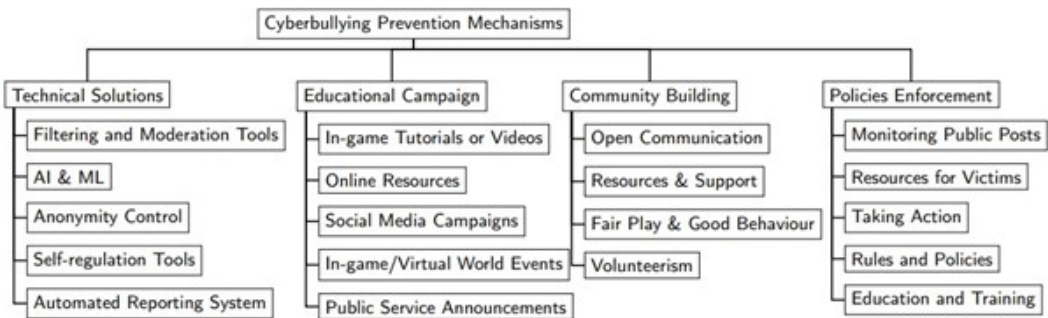 Cyberbullying Prevention Mechanisms
Technical Solutions
Filtering and Moderation Tools
AI & ML
Anonymity Control
Self-regulation Tools
Automated Reporting System
Educational Campaign
In-game Tutorials or Videos
Online Resources
Social Media Campaigns
In-game/Virtual World Events
Public Service Announcements
Community Building
Open Communication
Resources & Support
Fair Play & Good Behaviour
Volunteerism
Policies Enforcement
Monitoring Public Posts
Resources for Victims
Taking Action
Rules and Policies
Education and Training